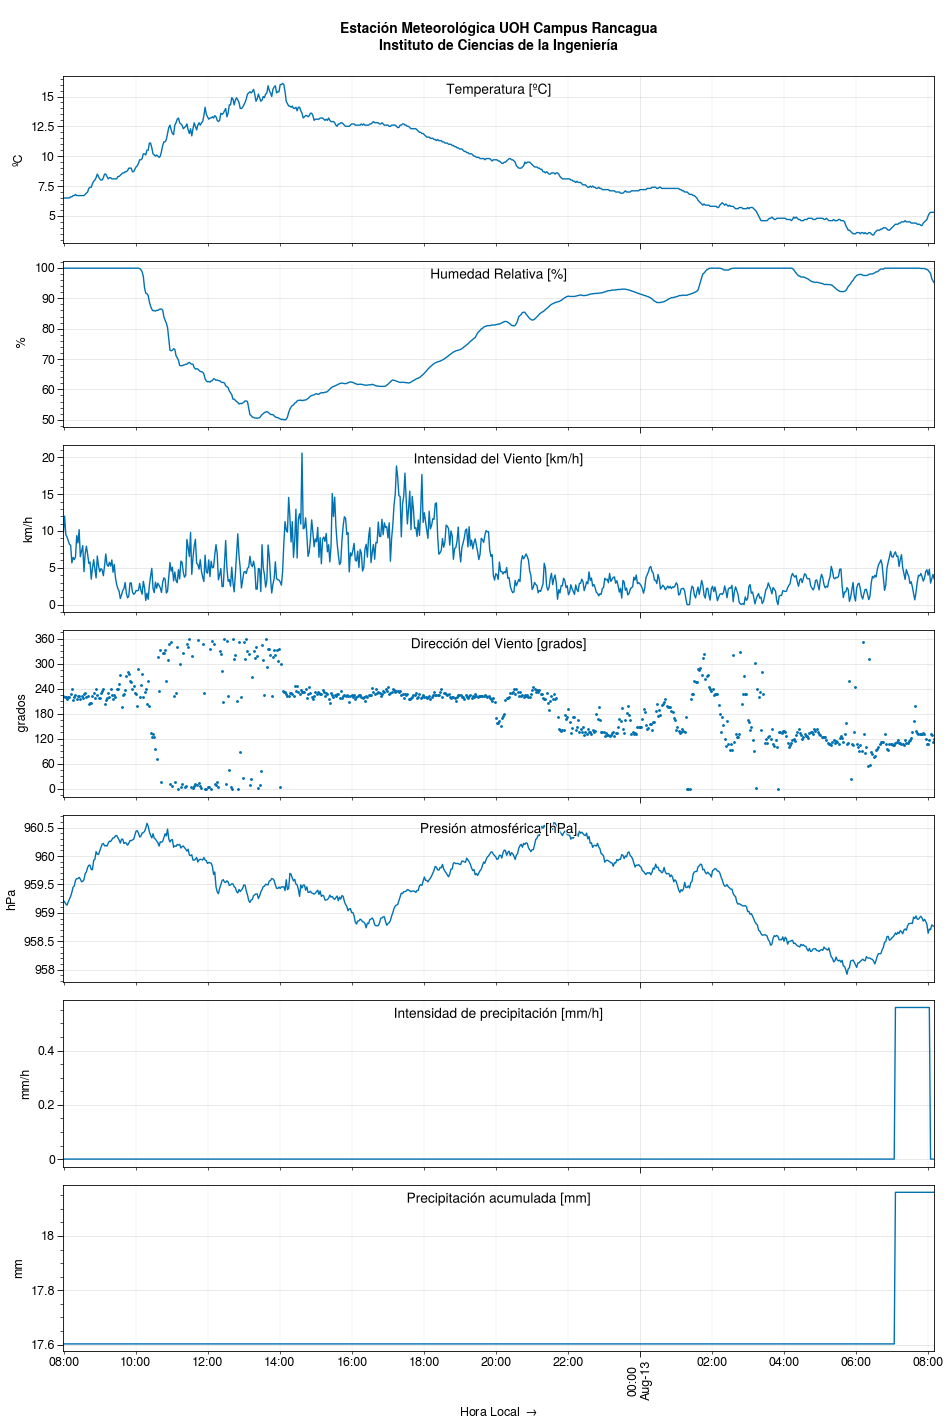 Estación Meteorológica UOH Campus Rancagua
Instituto de Ciencias de la Ingeniería
Temperatura [ºC]
ºC
15
12.5
10
7.5
5
Humedad Relativa [%]
%
100
90
80
70
60
50
Intensidad del Viento [km/h]
km/h
20
15
10
5
0
Dirección del Viento [grados]
grados
360
300
240
180
120
60
0
Presión atmosférica [hPa]
hPa
960.5
960
959.5
959
958.5
958
Intensidad de precipitación [mm/h]
mm/h
0.4
0.2
0
Precipitación acumulada [mm]
mm
18
17.8
17.6
08:00 10:00 12:00 14:00 16:00 18:00 20:00 22:00 00:00 02:00 04:00 06:00 08:00
Aug-13
Hora Local →